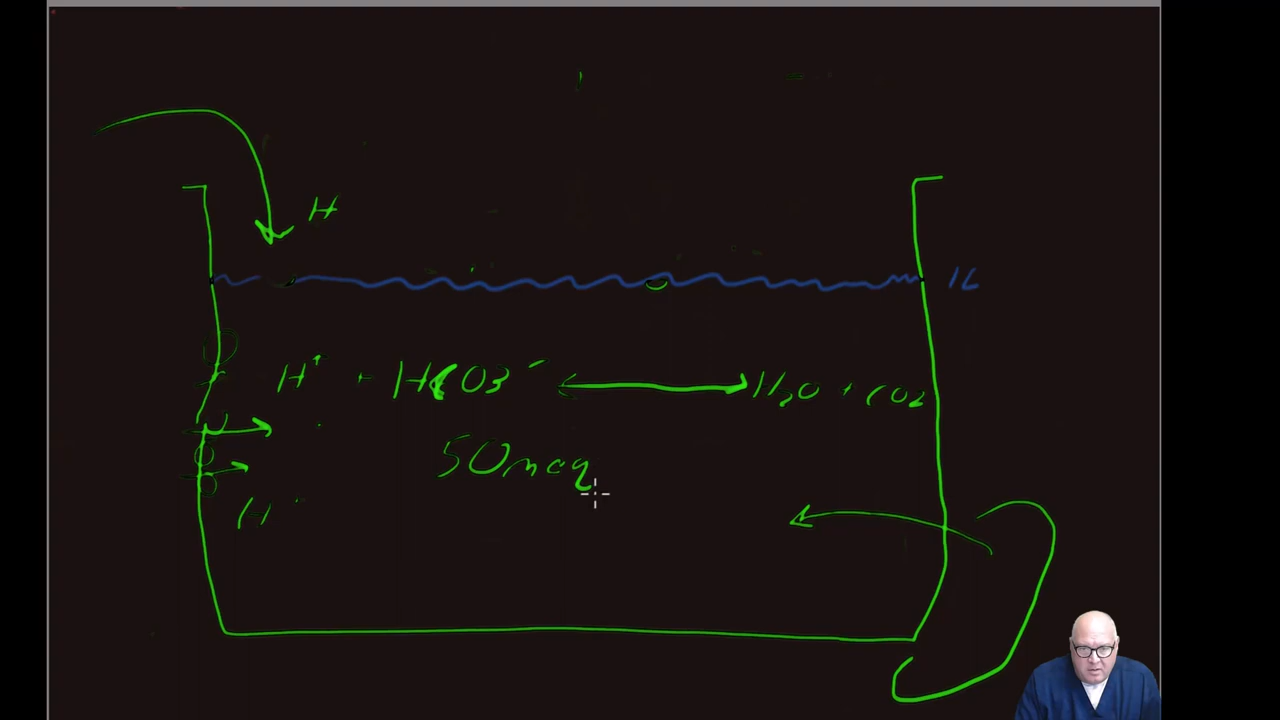 H
1L
H⁺ + HCO3⁻ ⟷ H2O + CO2
50meq
H⁺